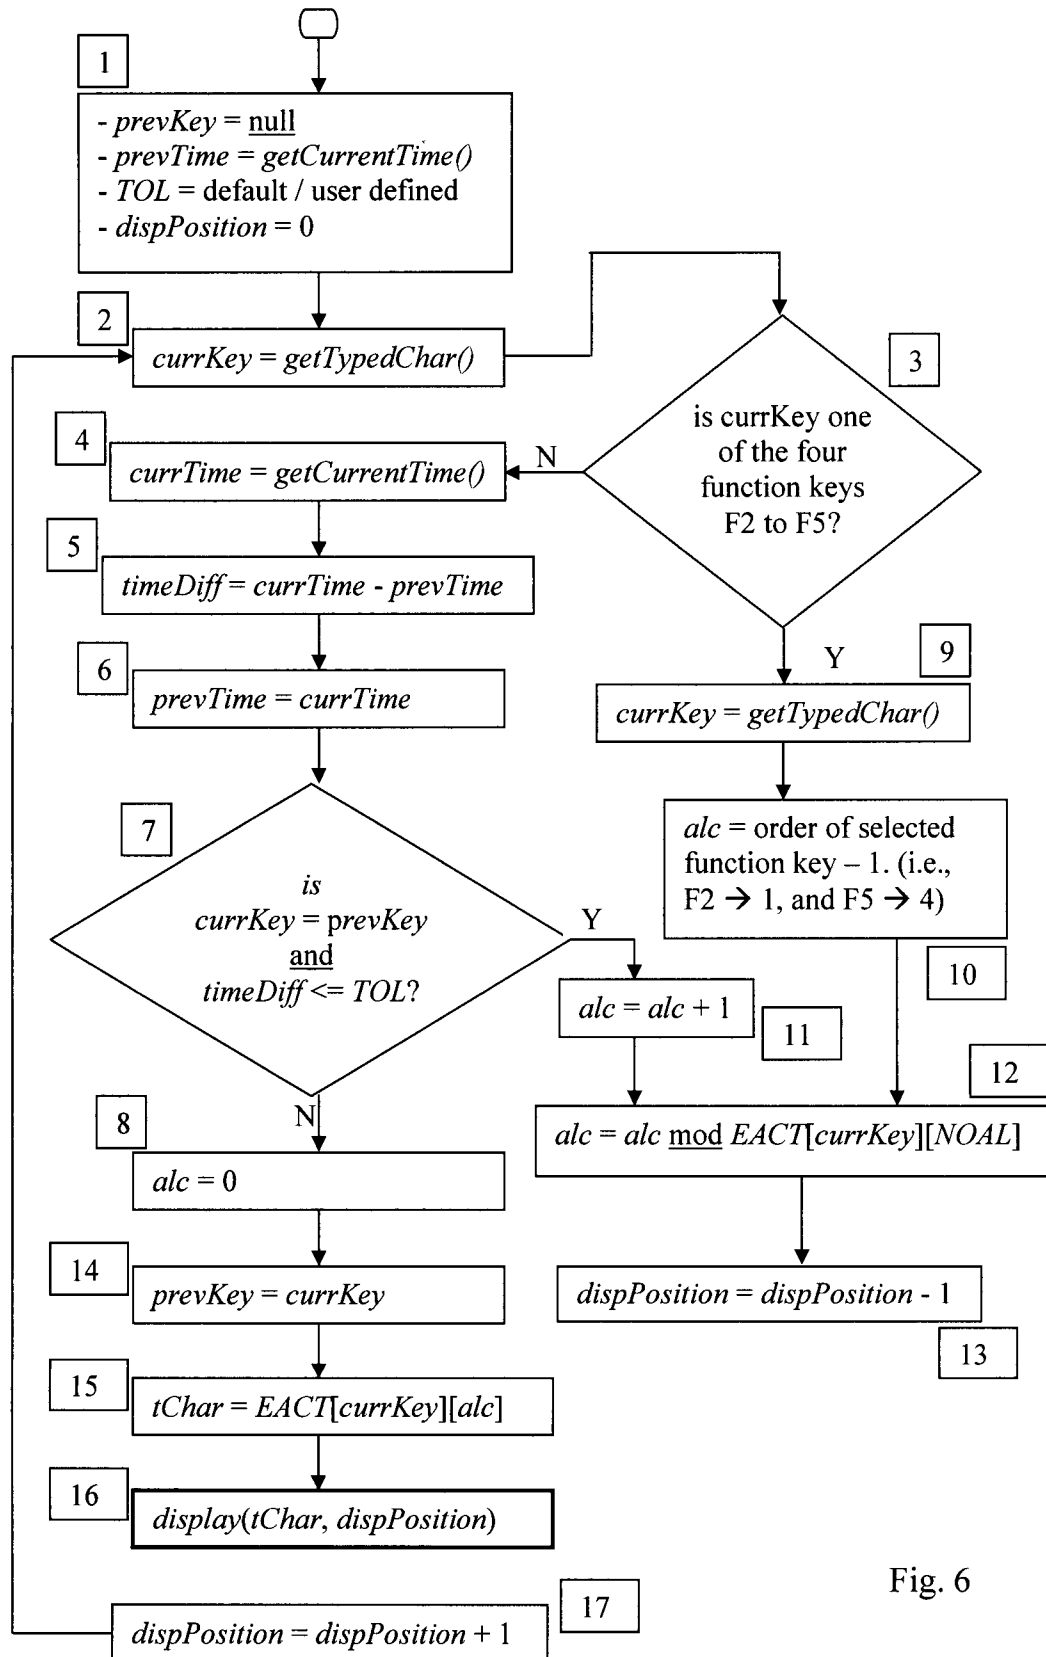 1
- prevKey = null
- prevTime = getCurrentTime()
- TOL = default / user defined
- dispPosition = 0
2
currKey = getTypedChar()
3
is currKey one
of the four
function keys
F2 to F5?
N
Y
4
currTime = getCurrentTime()
5
timeDiff = currTime - prevTime
6
prevTime = currTime
7
is
currKey = prevKey
and
timeDiff <= TOL?
Y
N
8
alc = 0
9
currKey = getTypedChar()
alc = order of selected
function key – 1. (i.e.,
F2 → 1, and F5 → 4)
10
alc = alc + 1
11
12
alc = alc mod EACT[currKey][NOAL]
dispPosition = dispPosition - 1
13
14
prevKey = currKey
15
tChar = EACT[currKey][alc]
16
display(tChar, dispPosition)
17
dispPosition = dispPosition + 1
Fig. 6